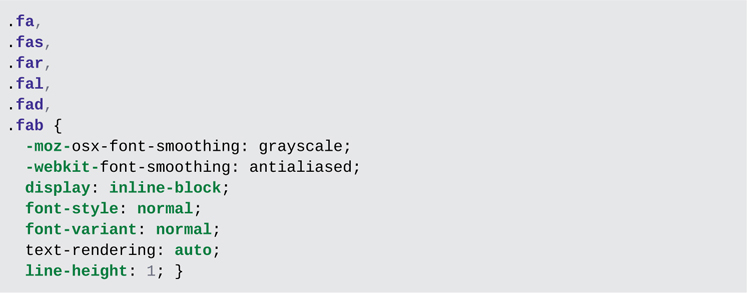 .fa,
.fas,
.far,
.fal,
.fad,
.fab {
  -moz-osx-font-smoothing: grayscale;
  -webkit-font-smoothing: antialiased;
  display: inline-block;
  font-style: normal;
  font-variant: normal;
  text-rendering: auto;
  line-height: 1; }